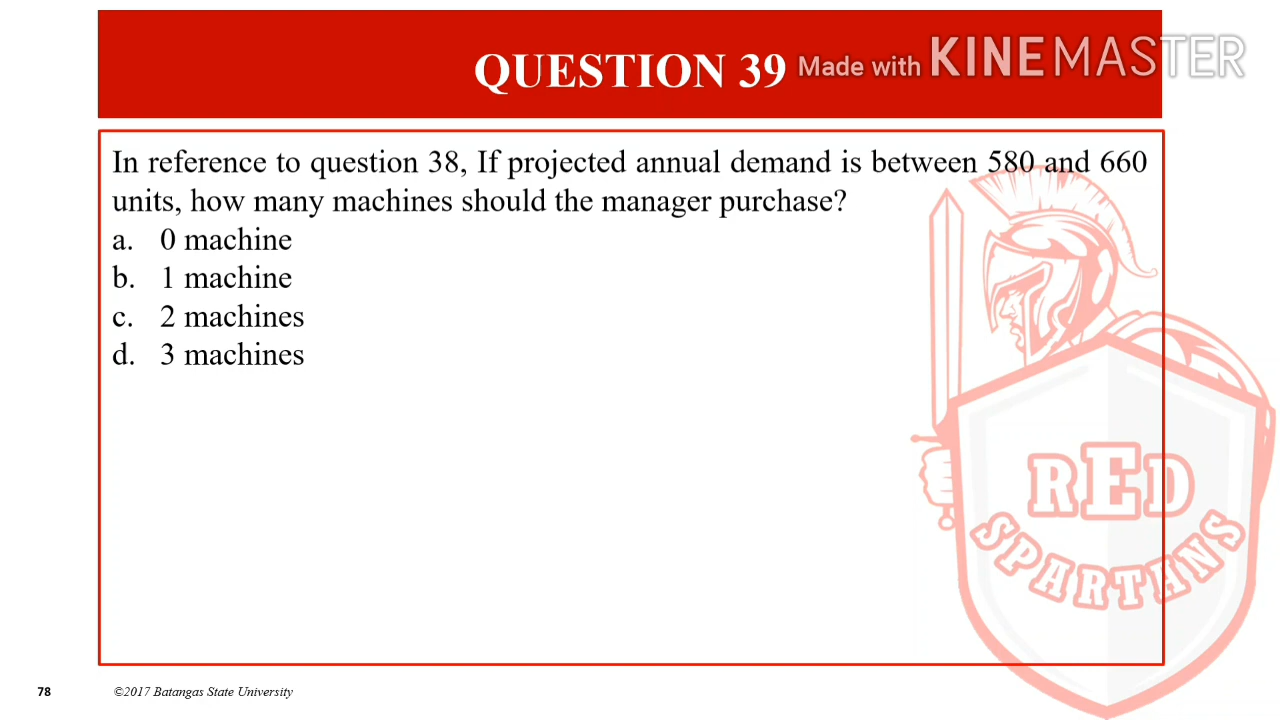 QUESTION 39
Made with KINEMASTER
In reference to question 38, If projected annual demand is between 580 and 660
units, how many machines should the manager purchase?
a. 0 machine
b. 1 machine
c. 2 machines
d. 3 machines
RED
SPARTANS
78 ©2017 Batangas State University